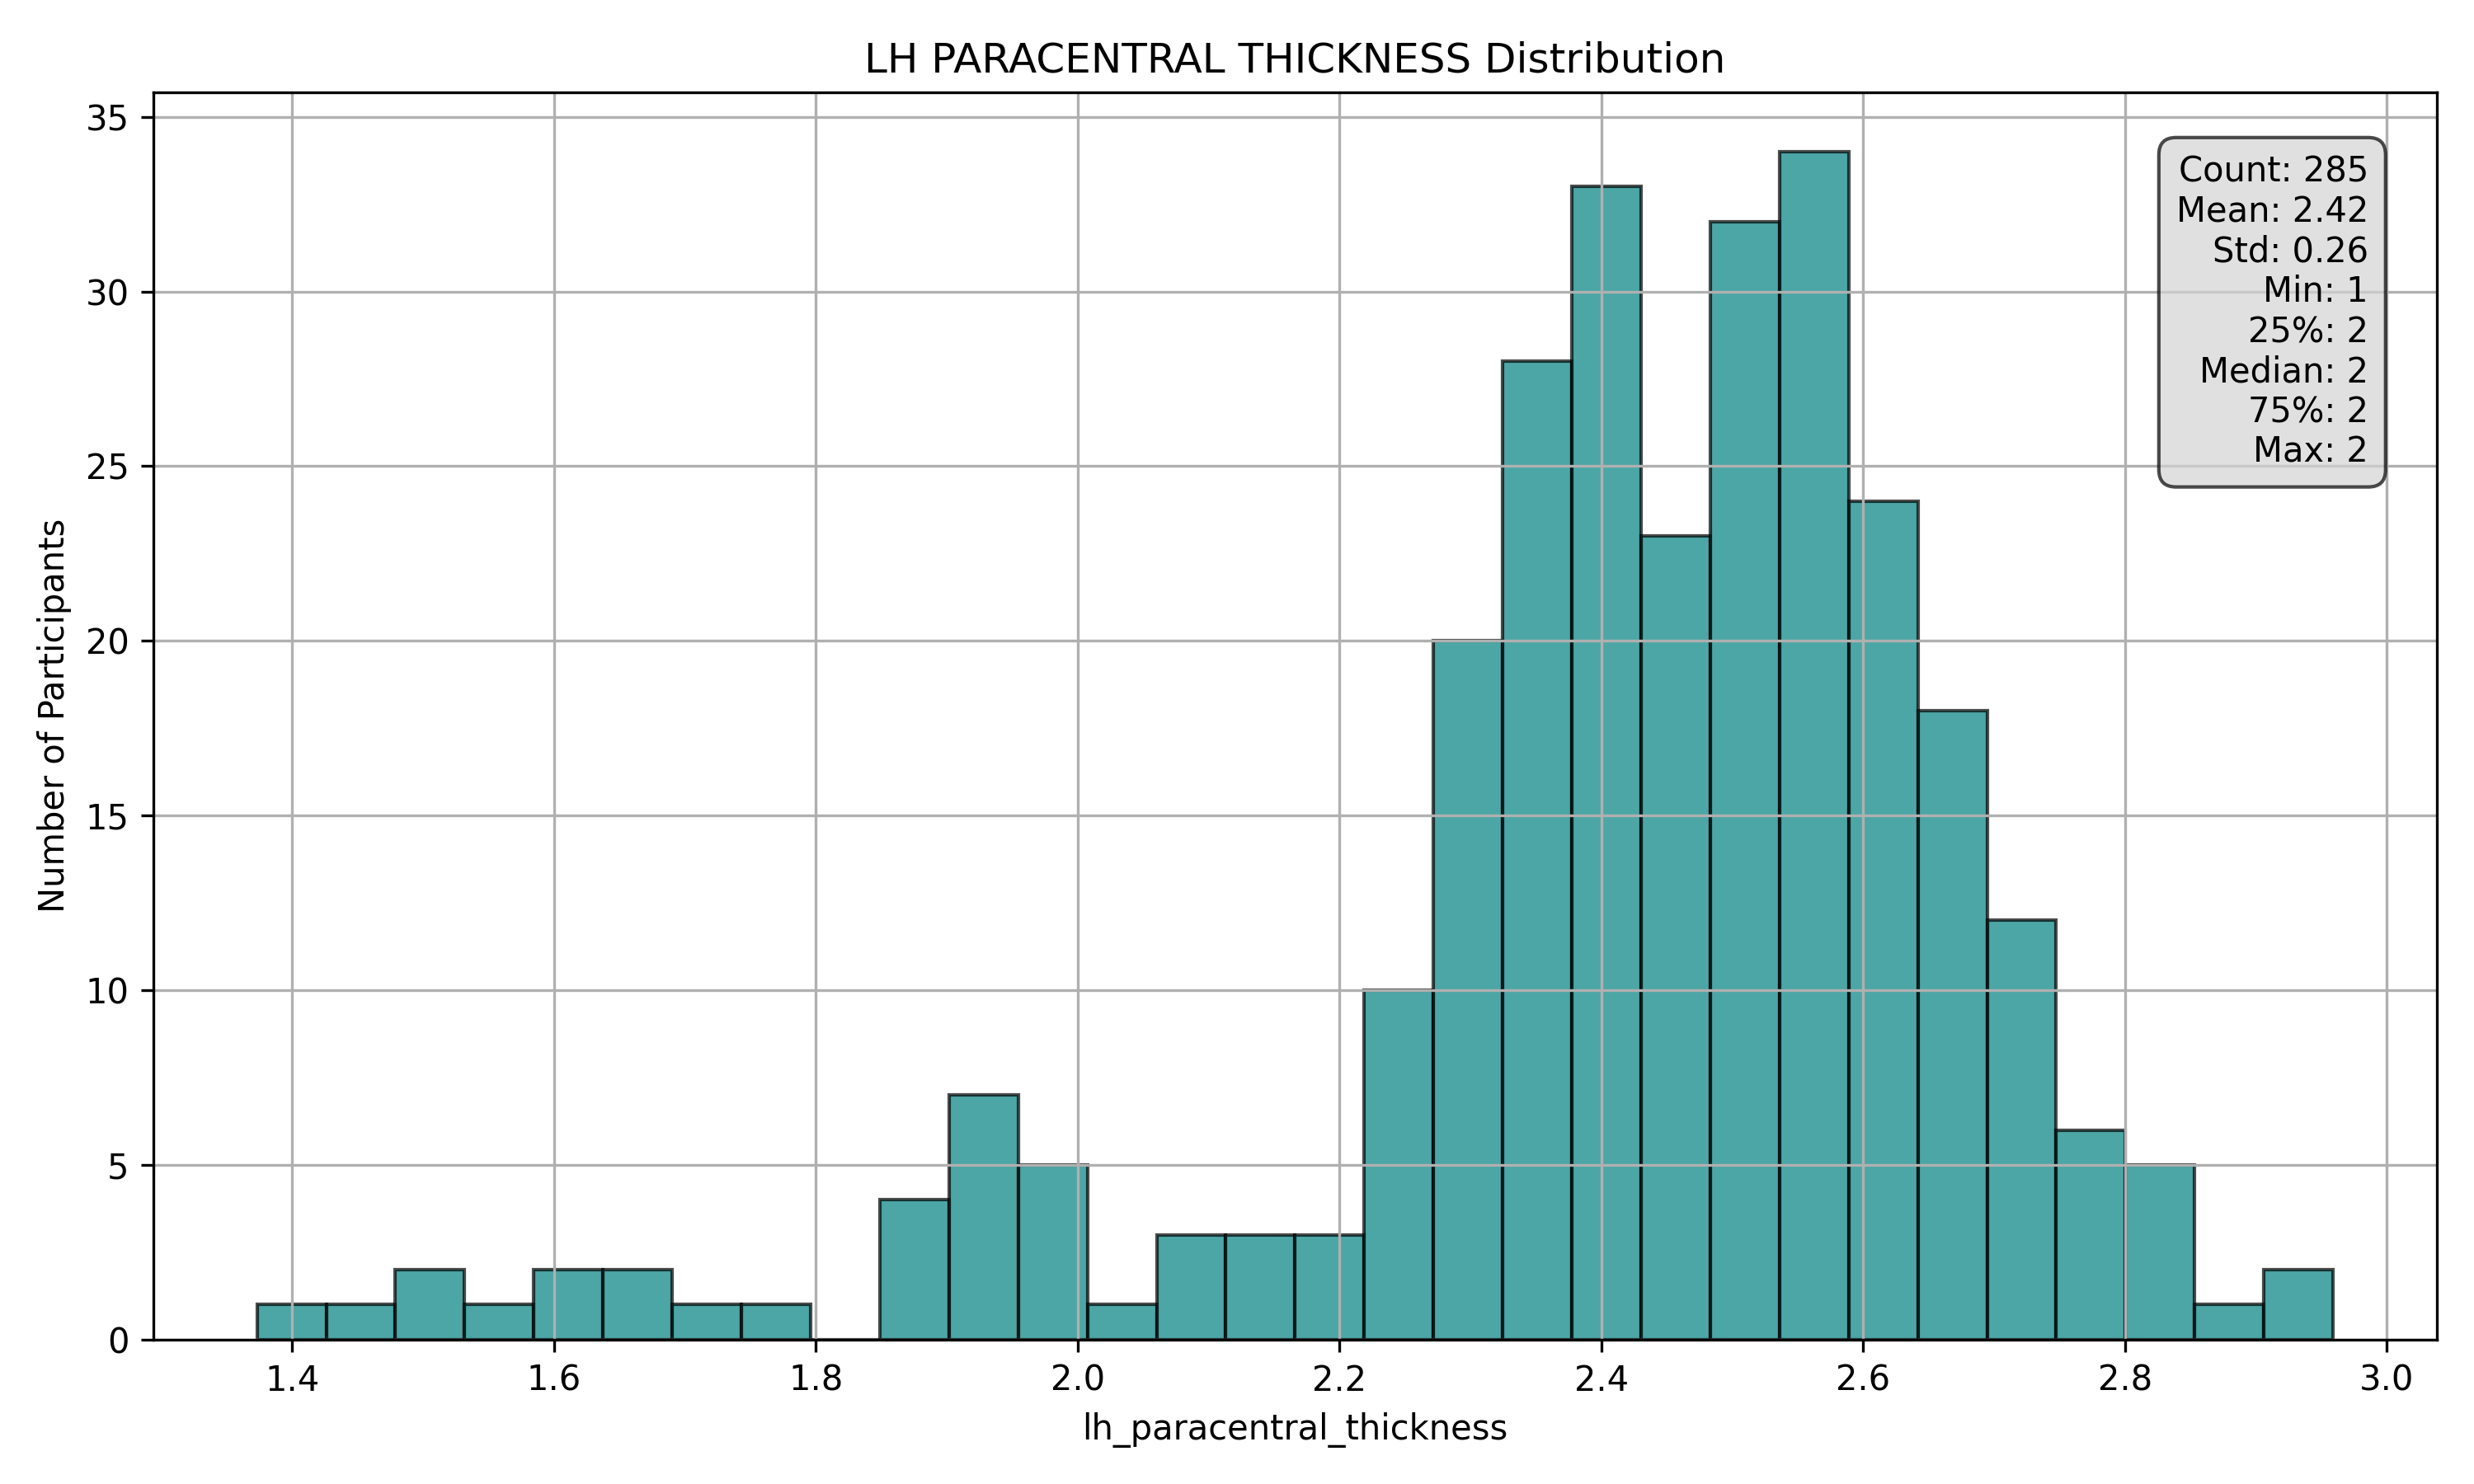 LH PARACENTRAL THICKNESS Distribution
35
30
25
20
15
10
5
0
Number of Participants
Count: 285
Mean: 2.42
Std: 0.26
Min: 1
25%: 2
Median: 2
75%: 2
Max: 2
1.4 1.6 1.8 2.0 2.2 2.4 2.6 2.8 3.0
lh_paracentral_thickness